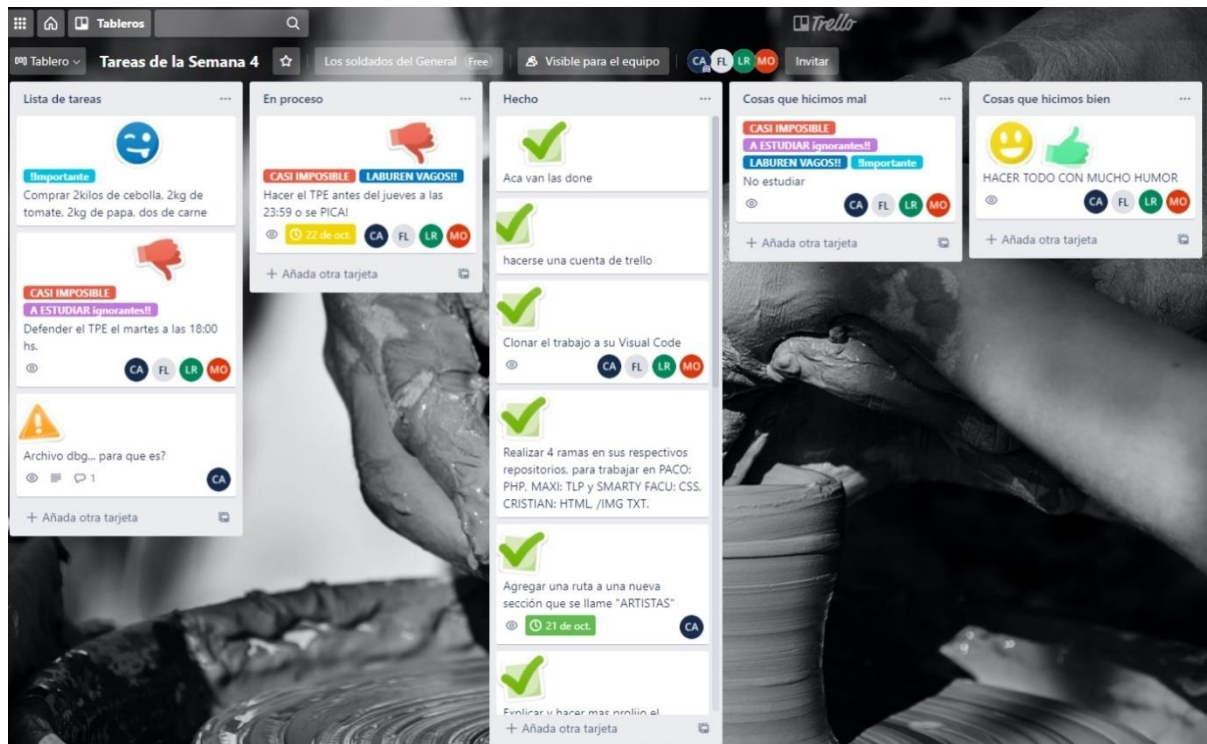 Tableros
Trello
Tablero
Tareas de la Semana 4
Los soldados del General Free
Visible para el equipo
CA FL LR MO
Invitar
Lista de tareas
!!Importante
Comprar 2kilos de cebolla, 2kg de
tomate, 2kg de papa, dos de carne
CASI IMPOSIBLE
A ESTUDIAR ignorantes!!
Defender el TPE el martes a las 18:00
hs.
CA FL LR MO
Archivo dbg... para que es?
1
CA
+ Añada otra tarjeta
En proceso
CASI IMPOSIBLE LABUREN VAGOS!!
Hacer el TPE antes del jueves a las
23:59 o se PICA!
22 de oct. CA FL LR MO
+ Añada otra tarjeta
Hecho
Aca van las done
hacerse una cuenta de trello
Clonar el trabajo a su Visual Code
CA FL LR MO
Realizar 4 ramas en sus respectivos
repositorios, para trabajar en PACO:
PHP, MAXI: TLP y SMARTY FACU: CSS,
CRISTIAN: HTML, /IMG TXT.
Agregar una ruta a una nueva
sección que se llame "ARTISTAS"
21 de oct. CA
Explicar y hacer mas prolijo el
+ Añada otra tarjeta
Cosas que hicimos mal
CASI IMPOSIBLE
A ESTUDIAR ignorantes!!
LABUREN VAGOS!! !!Importante
No estudiar
CA FL LR MO
+ Añada otra tarjeta
Cosas que hicimos bien
HACER TODO CON MUCHO HUMOR
CA FL LR MO
+ Añada otra tarjeta